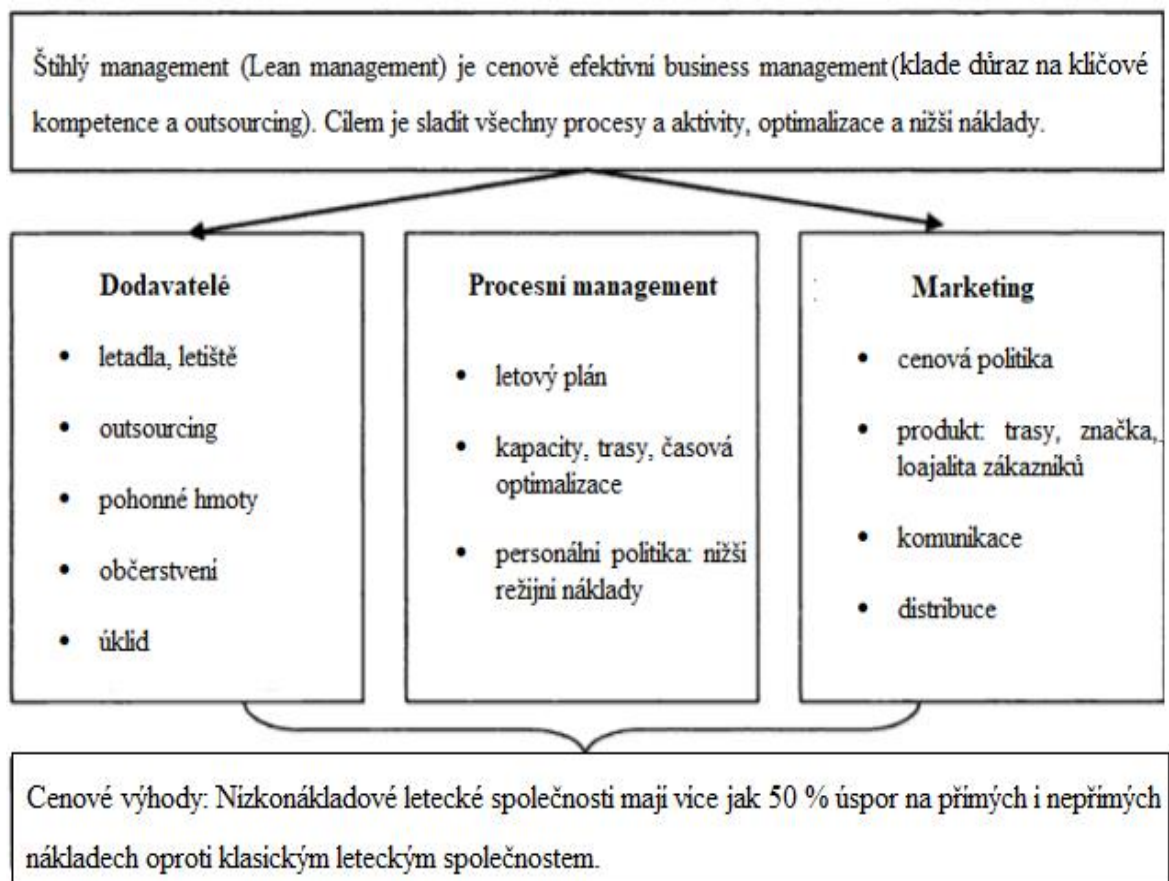 Štíhlý management (Lean management) je cenově efektivní business management (klade důraz na klíčové
kompetence a outsourcing). Cílem je sladit všechny procesy a aktivity, optimalizace a nižší náklady.
Dodavatelé
• letadla, letiště
• outsourcing
• pohonné hmoty
• občerstvení
• úklid
Procesní management
• letový plán
• kapacity, trasy, časová
optimalizace
• personální politika: nižší
režijní náklady
Marketing
• cenová politika
• produkt: trasy, značka,
loajalita zákazníků
• komunikace
• distribuce
Cenové výhody: Nízkonákladové letecké společnosti mají více jak 50 % úspor na přímých i nepřímých
nákladech oproti klasickým leteckým společnostem.